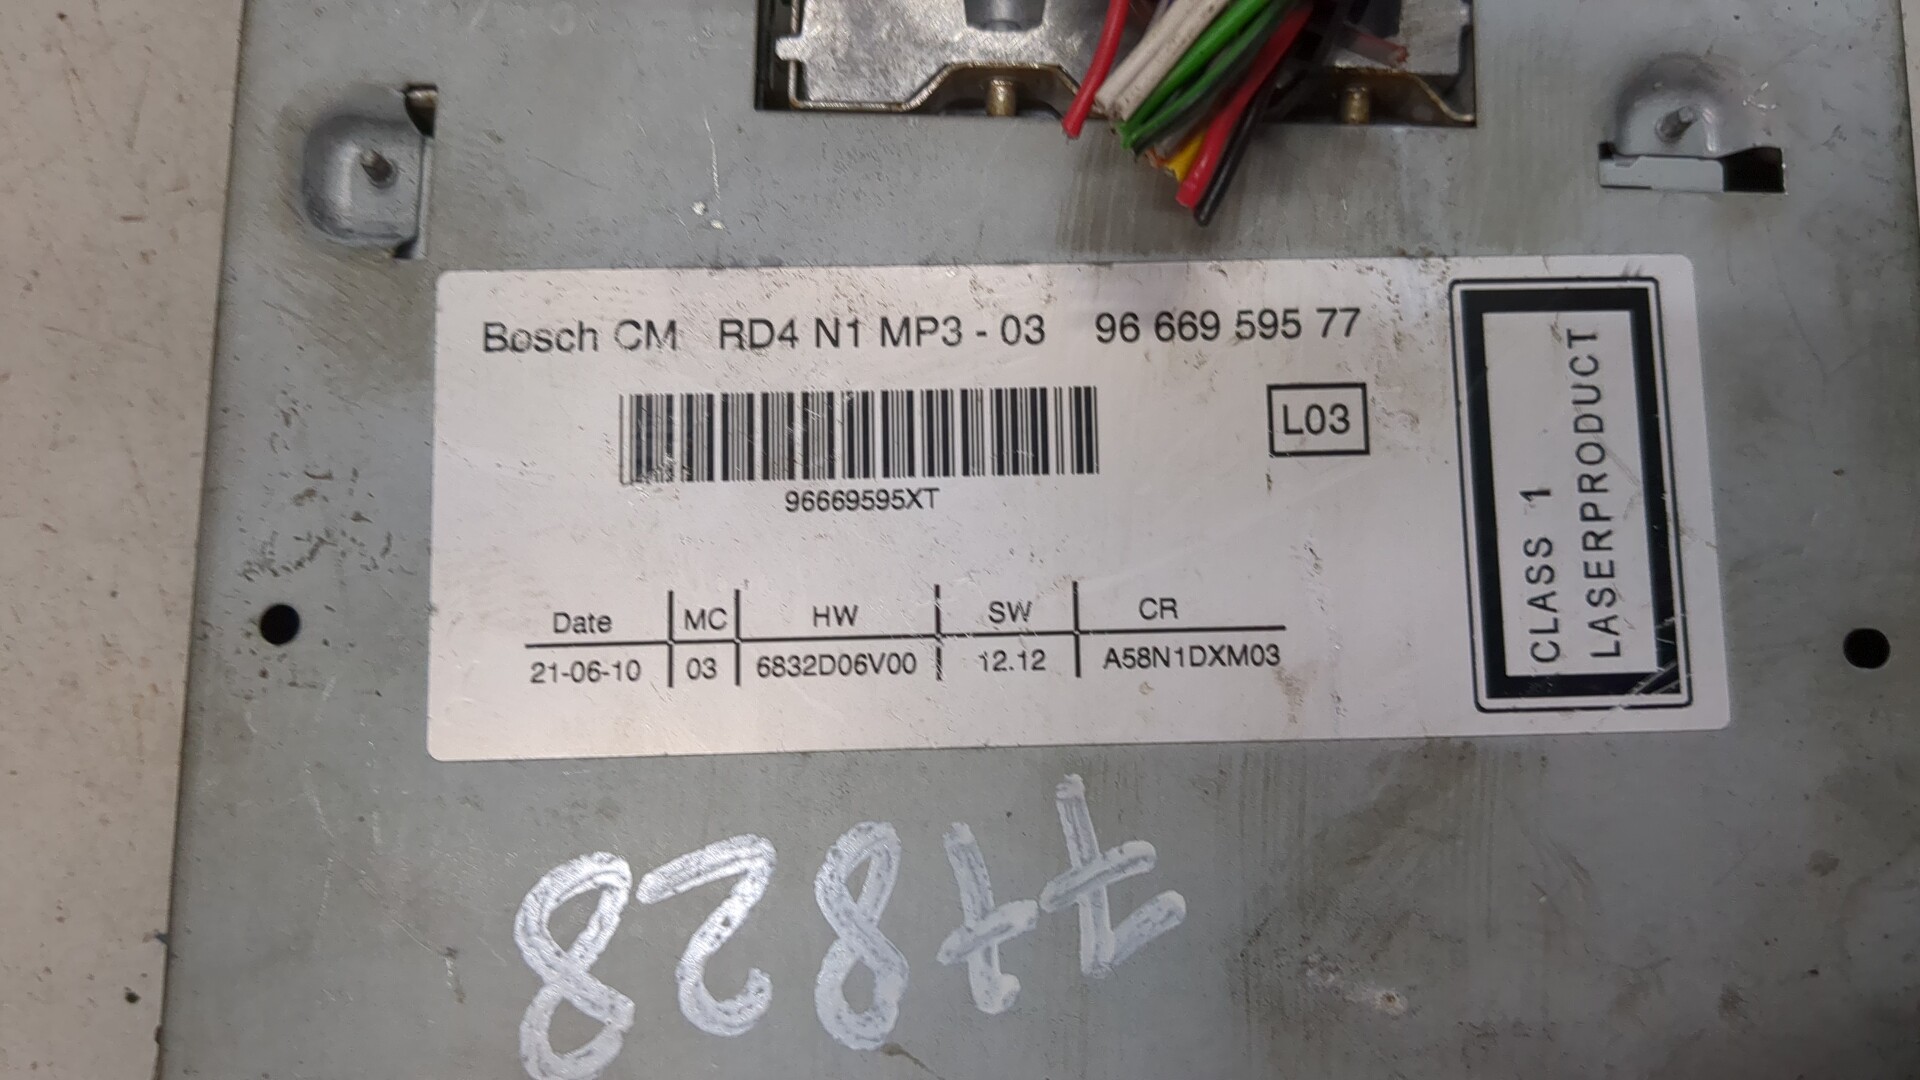 Bosch CM RD4 N1 MP3 - 03 96 669 595 77
L03
96669595XT
Date MC HW SW CR
21-06-10 03 6832D06V00 12.12 A58N1DXM03
CLASS 1
LASERPRODUCT
77828